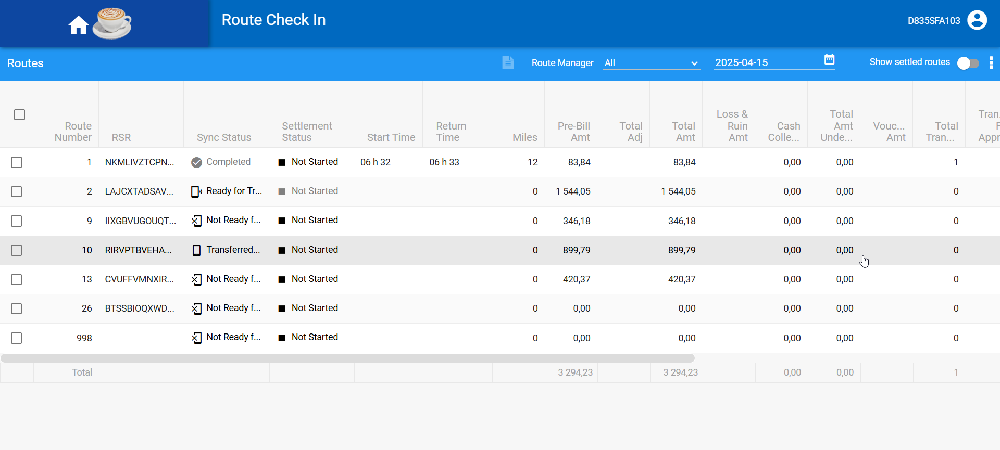 Route Check In
D835SFA103
Routes
Route Manager All 2025-04-15 Show settled routes
Route Number RSR Sync Status Settlement Status Start Time Return Time Miles Pre-Bill Amt Total Adj Total Amt Loss & Ruin Amt Cash Colle... Total Amt Unde... Vouc... Amt Total Tran... Tran. Appr
1 NKMLIVZTCPN... Completed Not Started 06 h 32 06 h 33 12 83,84 83,84 0,00 0,00 1
2 LAJCXTADSAV... Ready for Tr... Not Started 0 1 544,05 1 544,05 0,00 0,00 0
9 IIXGBVUGOUQT... Not Ready f... Not Started 0 346,18 346,18 0,00 0,00 0
10 RIRVPTBVEHA... Transferred... Not Started 0 899,79 899,79 0,00 0,00 0
13 CVUFFVMNXIR... Not Ready f... Not Started 0 420,37 420,37 0,00 0,00 0
26 BTSSBIOQXWD... Not Ready f... Not Started 0 0,00 0,00 0,00 0,00 0
998 Not Ready f... Not Started 0 0,00 0,00 0,00 0,00 0
Total 3 294,23 3 294,23 0,00 0,00 1